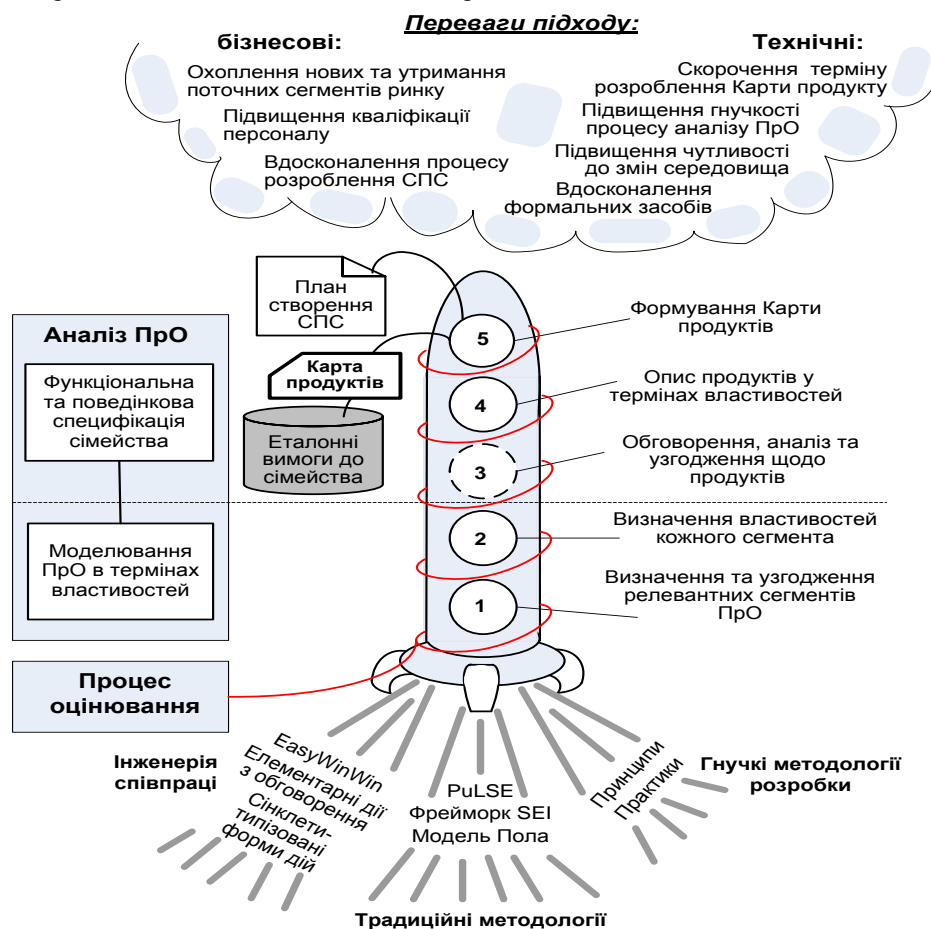 Переваги підходу:
бізнесові:
Охоплення нових та утримання
поточних сегментів ринку
Підвищення кваліфікації
персоналу
Вдосконалення процесу
розроблення СПС
Технічні:
Скорочення терміну
розроблення Карти продукту
Підвищення гнучкості
процесу аналізу ПрО
Підвищення чутливості
до змін середовища
Вдосконалення
формальних засобів
План
створення
СПС
Карта
продуктів
Еталонні
вимоги до
сімейства
Аналіз ПрО
Функціональна
та поведінкова
специфікація
сімейства
Моделювання
ПрО в термінах
властивостей
Процес
оцінювання
5
Формування Карти
продуктів
4
Опис продуктів у
термінах властивостей
3
Обговорення, аналіз та
узгодження щодо
продуктів
2
Визначення властивостей
кожного сегмента
1
Визначення та узгодження
релевантних сегментів
ПрО
Інженерія
співпраці
EasyWinWin
Елементарні дії
з обговорення
Сінклети-
типізовані
форми дій
PuLSE
Фрейморк SEI
Модель Пола
Традиційні методології
Принципи
Практики
Гнучкі методології
розробки